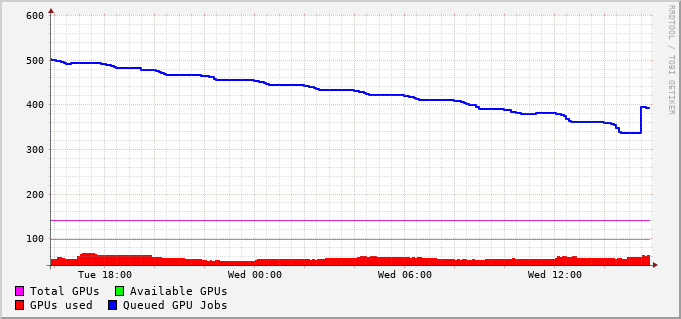 600
500
400
300
200
100
Tue 18:00 Wed 00:00 Wed 06:00 Wed 12:00
Total GPUs Available GPUs
GPUs used Queued GPU Jobs
RRDTOOL / TOBI OETIKER